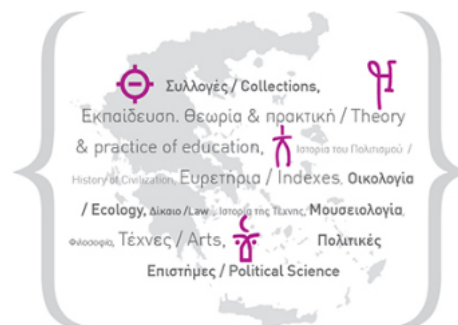 Συλλογές / Collections,
Εκπαίδευση. Θεωρία & πρακτική / Theory
& practice of education, Ιστορία του Πολιτισμού /
History of Civilization, Ευρετήρια / Indexes, Οικολογία
/ Ecology, Δίκαιο /Law .. Ιστορία της Τέχνης, Μουσειολογία,
Φιλοσοφία, Τέχνες / Arts, Πολιτικές
Επιστήμες / Political Science